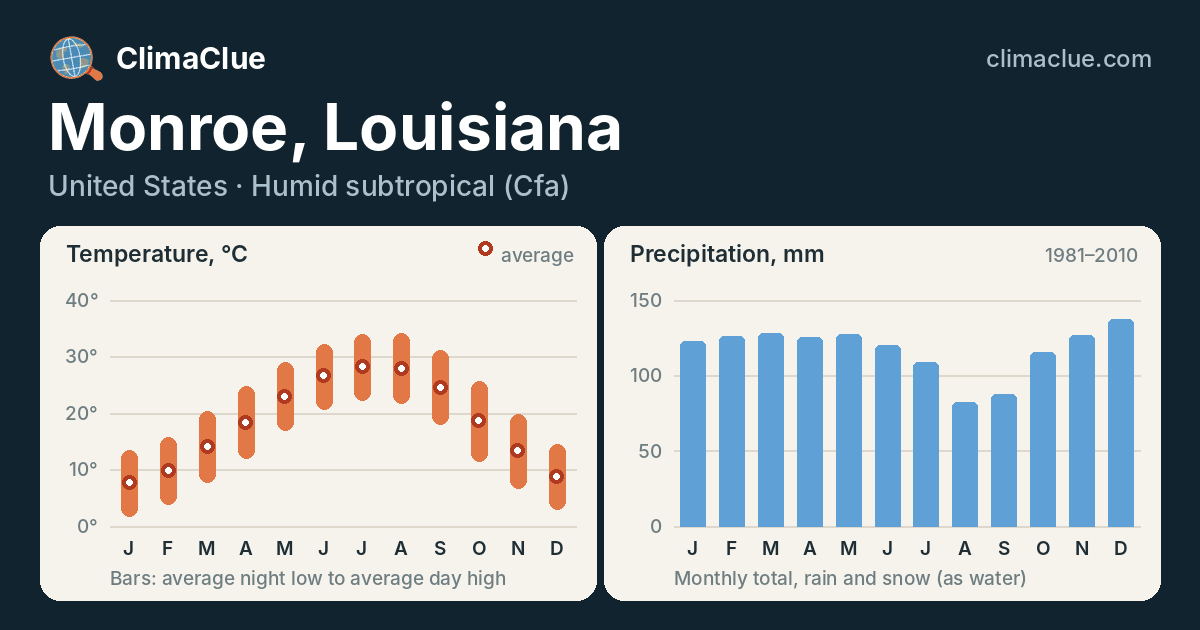 ClimaClue
climaclue.com
Monroe, Louisiana
United States · Humid subtropical (Cfa)
Temperature, °C
average
40°
30°
20°
10°
0°
J F M A M J J A S O N D
Bars: average night low to average day high
Precipitation, mm
1981–2010
150
100
50
0
J F M A M J J A S O N D
Monthly total, rain and snow (as water)